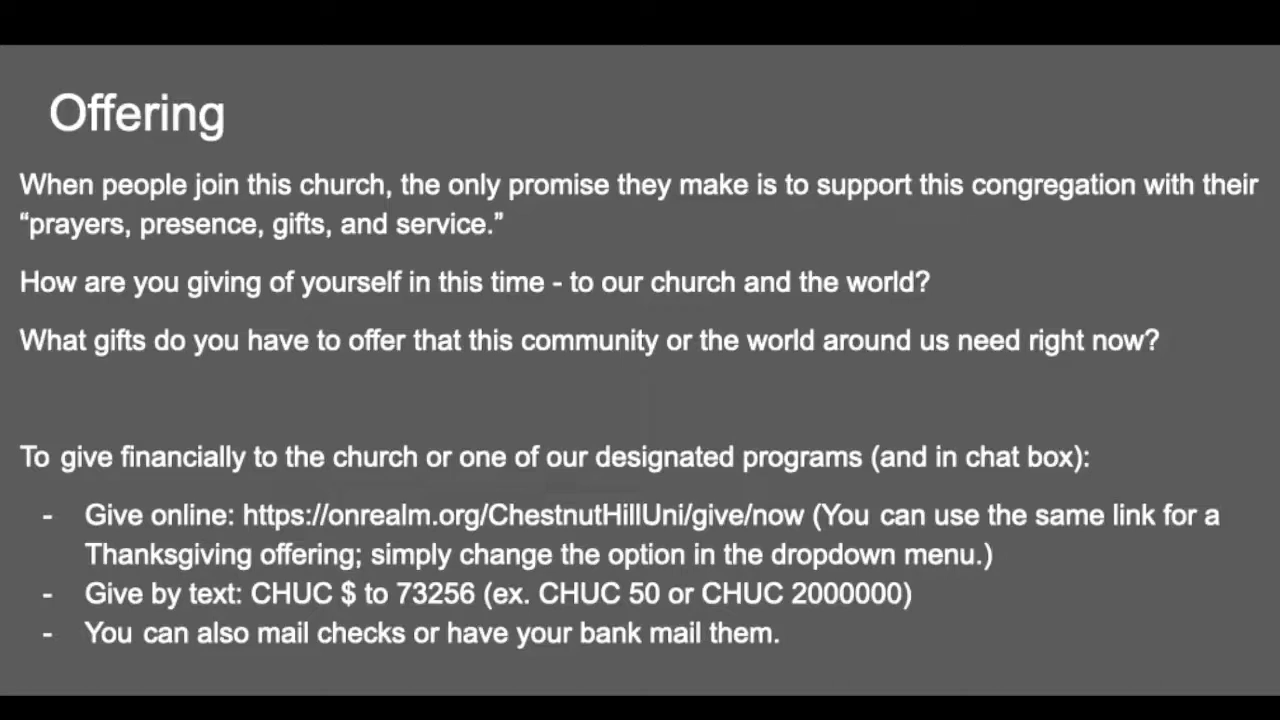 Offering
When people join this church, the only promise they make is to support this congregation with their
“prayers, presence, gifts, and service.”
How are you giving of yourself in this time - to our church and the world?
What gifts do you have to offer that this community or the world around us need right now?
To give financially to the church or one of our designated programs (and in chat box):
- Give online: https://onrealm.org/ChestnutHillUni/give/now (You can use the same link for a
Thanksgiving offering; simply change the option in the dropdown menu.)
- Give by text: CHUC $ to 73256 (ex. CHUC 50 or CHUC 2000000)
- You can also mail checks or have your bank mail them.